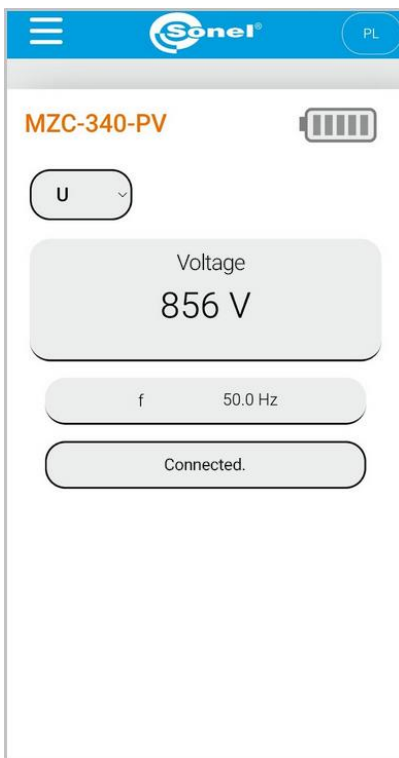 Sonel®
PL
MZC-340-PV
U
Voltage
856 V
f 50.0 Hz
Connected.